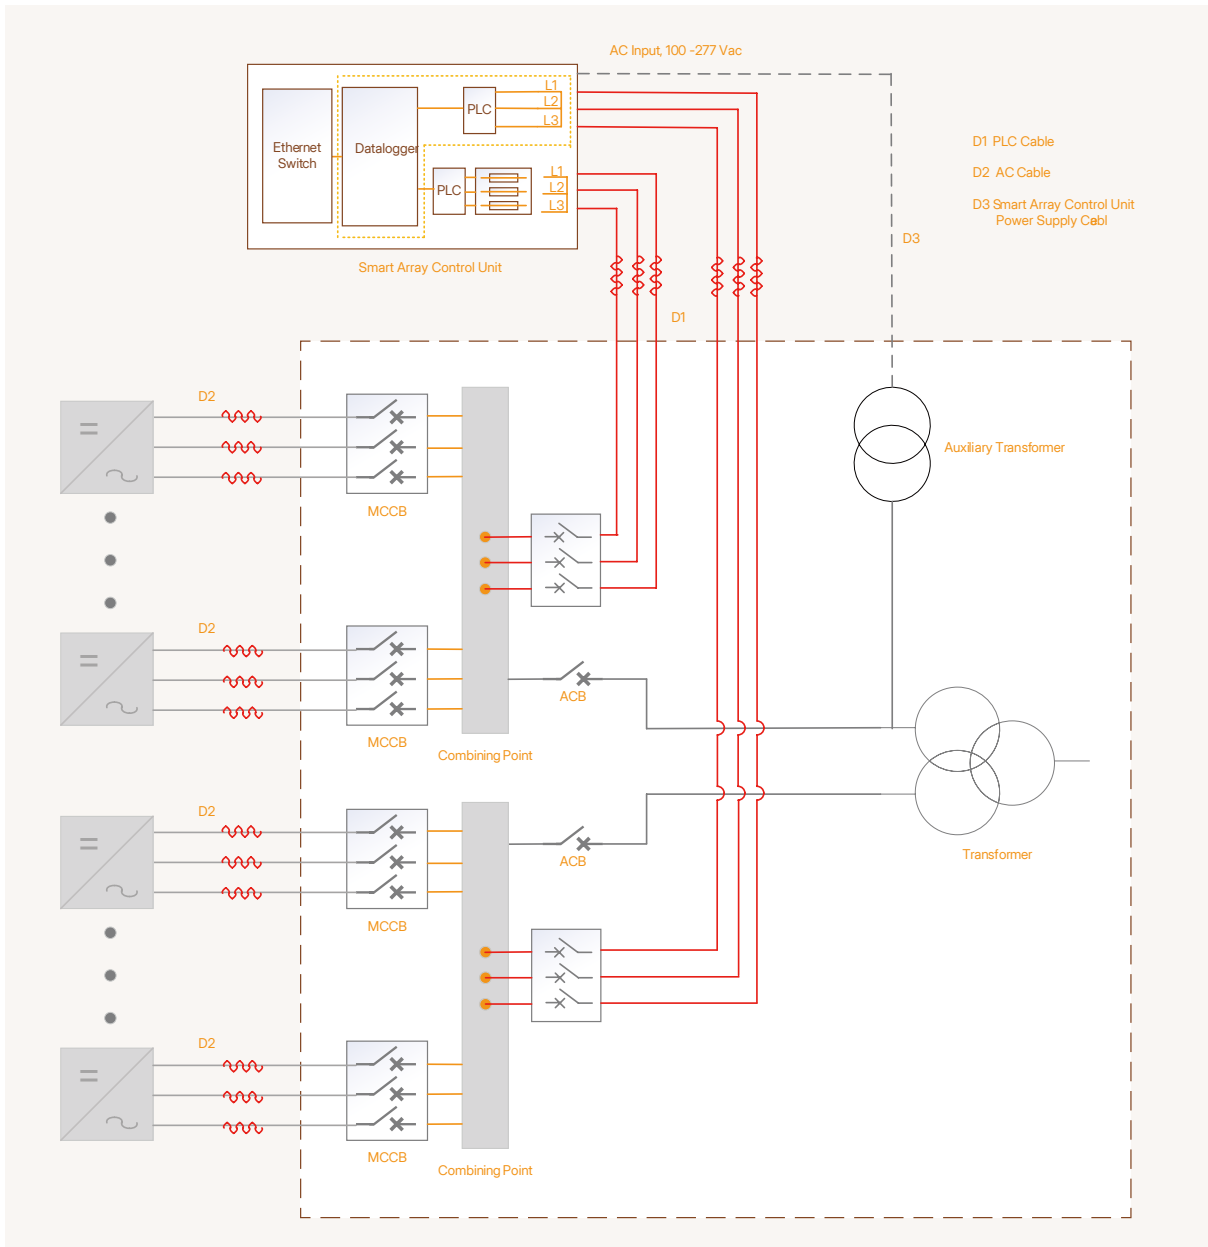 AC Input, 100 -277 Vac
L1
L2
L3
PLC
Ethernet
Switch
Datalogger
PLC
L1
L2
L3
Smart Array Control Unit
D1 PLC Cable
D2 AC Cable
D3 Smart Array Control Unit
Power Supply Cabl
D3
D1
D2
MCCB
Auxiliary Transformer
D2
MCCB
ACB
Combining Point
D2
MCCB
ACB
Transformer
D2
MCCB
Combining Point